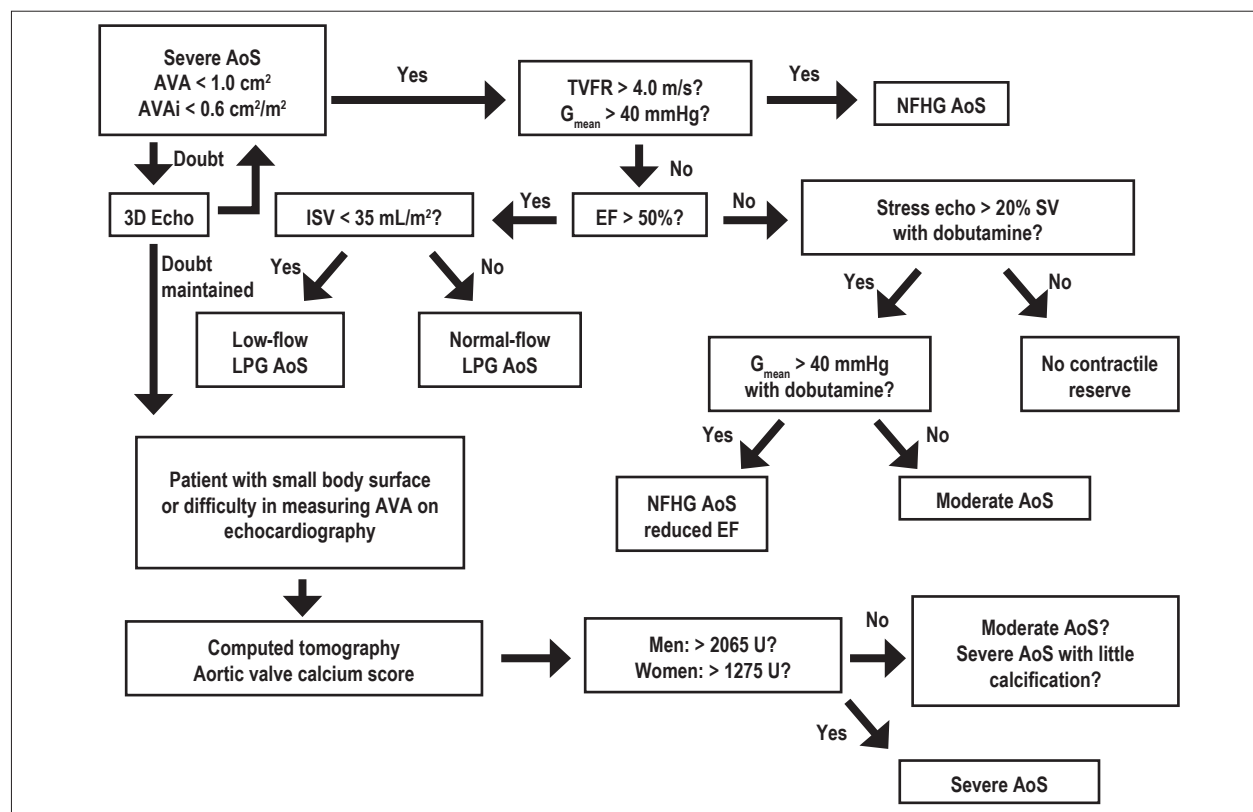 Severe AoS
AVA < 1.0 cm²
AVAi < 0.6 cm²/m²
Yes
TVFR > 4.0 m/s?
G_mean > 40 mmHg?
Yes
NFHG AoS
Doubt
No
3D Echo
ISV < 35 mL/m²?
Yes
EF > 50%?
No
Stress echo > 20% SV
with dobutamine?
Doubt
maintained
Yes
No
Yes
No
Low-flow
LPG AoS
Normal-flow
LPG AoS
G_mean > 40 mmHg
with dobutamine?
No contractile
reserve
Yes
No
Patient with small body surface
or difficulty in measuring AVA on
echocardiography
NFHG AoS
reduced EF
Moderate AoS
Computed tomography
Aortic valve calcium score
Men: > 2065 U?
Women: > 1275 U?
No
Moderate AoS?
Severe AoS with little
calcification?
Yes
Severe AoS